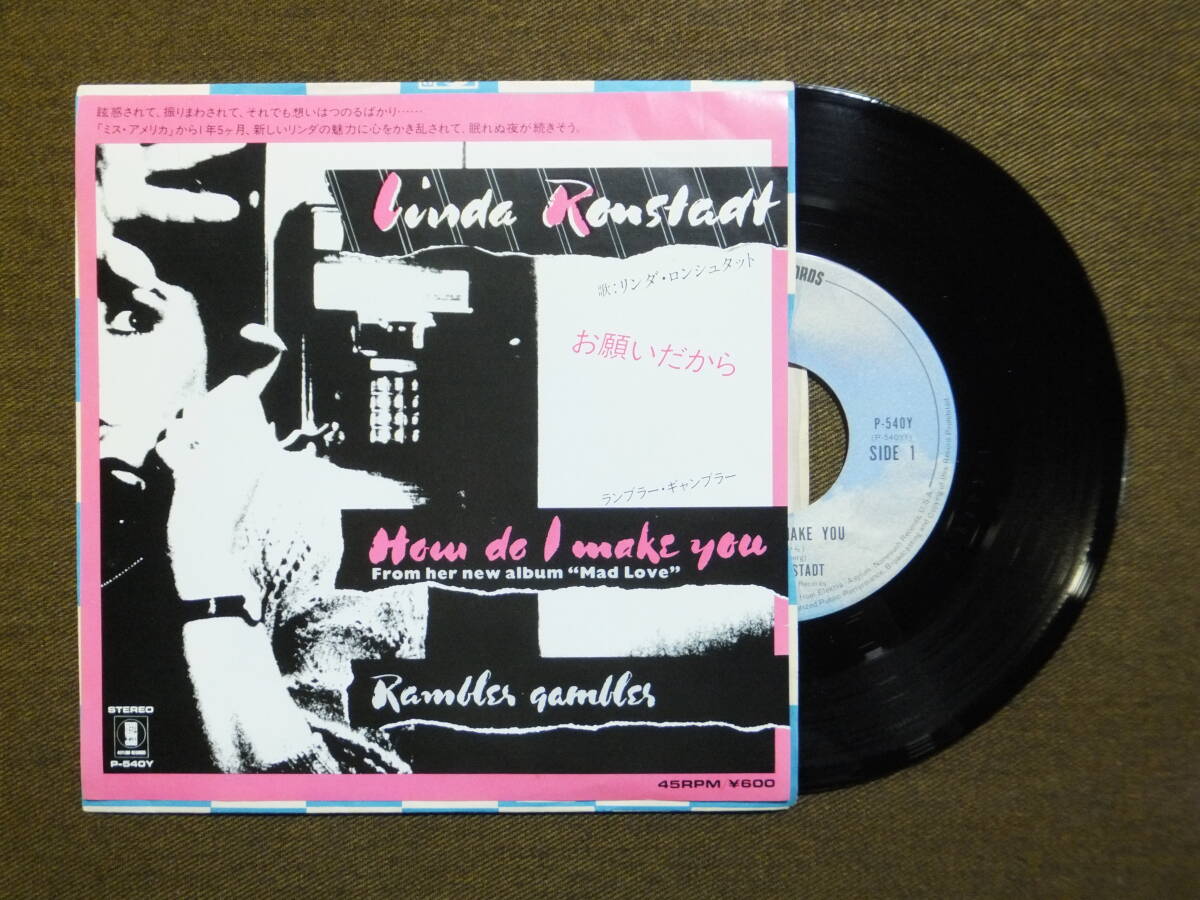 眩惑されて、振りまわされて、それでも想いはつのるばかり……
「ミス・アメリカ」から1年5ヶ月、新しいリンダの魅力に心をかき乱されて、眠れぬ夜が続きそう。
Linda Ronstadt
歌:リンダ・ロンシュタット
お願いだから
ランブラー・ギャンブラー
How do I make you
From her new album “Mad Love”
Rambler gambler
STEREO
ASYLUM RECORDS
P-540Y
45RPM/¥600
ORDS
P-540Y
(P-540Y1)
SIDE 1
MAKE YOU
STADT